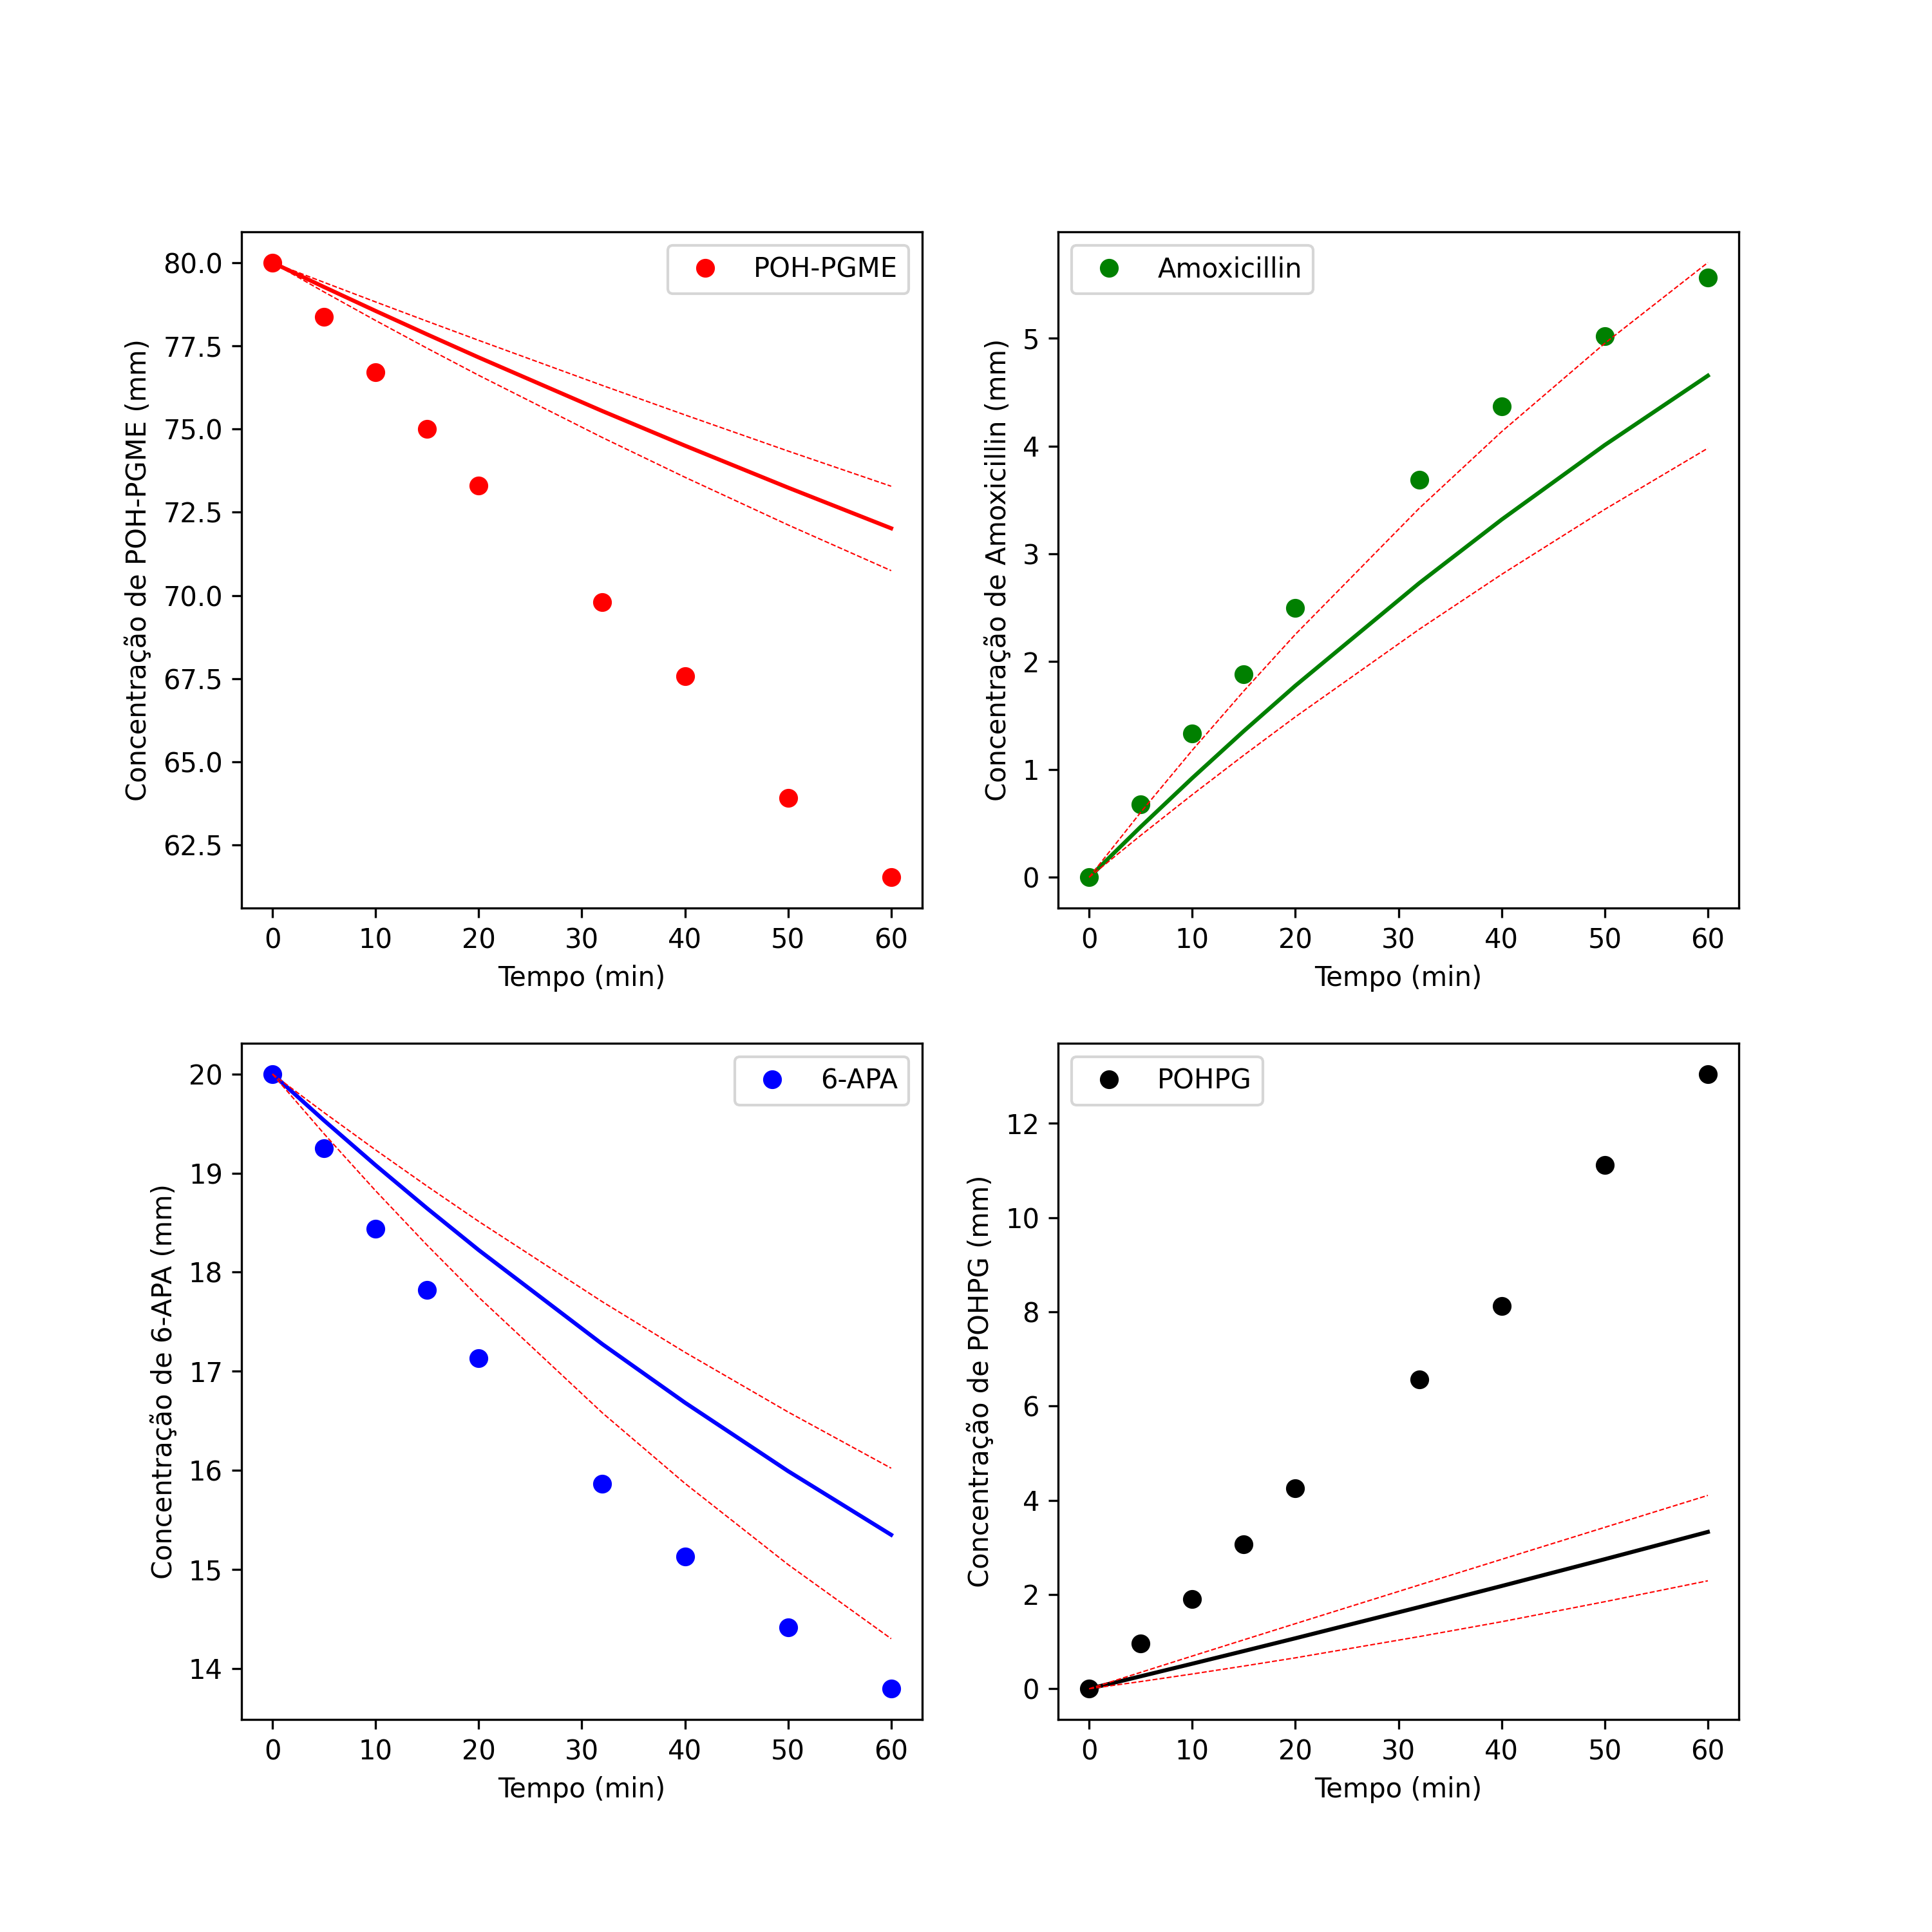 POH-PGME
Concentração de POH-PGME (mm)
80.0
77.5
75.0
72.5
70.0
67.5
65.0
62.5
0 10 20 30 40 50 60
Tempo (min)
Amoxicillin
Concentração de Amoxicillin (mm)
5
4
3
2
1
0
0 10 20 30 40 50 60
Tempo (min)
6-APA
Concentração de 6-APA (mm)
20
19
18
17
16
15
14
0 10 20 30 40 50 60
Tempo (min)
POHPG
Concentração de POHPG (mm)
12
10
8
6
4
2
0
0 10 20 30 40 50 60
Tempo (min)